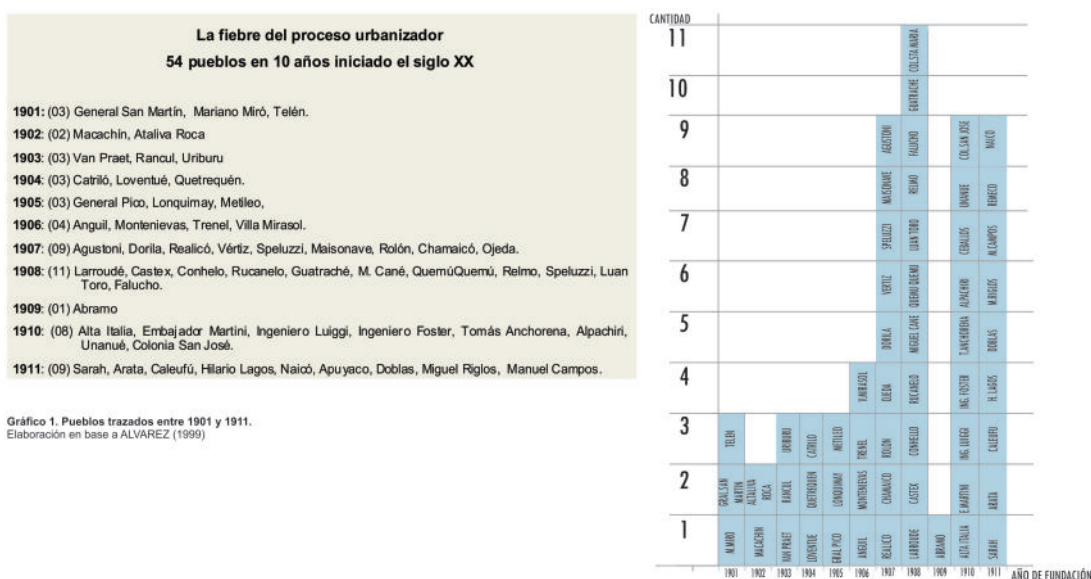 La fiebre del proceso urbanizador
54 pueblos en 10 años iniciado el siglo XX
1901: (03) General San Martín, Mariano Miró, Telén.
1902: (02) Macachín, Ataliva Roca
1903: (03) Van Praet, Rancul, Uriburu
1904: (03) Catriló, Loventué, Quetrequén.
1905: (03) General Pico, Lonquimay, Metileo,
1906: (04) Anguil, Montenievas, Trenel, Villa Mirasol.
1907: (09) Agustoni, Dorila, Realicó, Vértiz, Speluzzi, Maisonave, Rolón, Chamaicó, Ojeda.
1908: (11) Larroudé, Castex, Conhelo, Rucanelo, Guatraché, M. Cané, QuemúQuemú, Relmo, Speluzzi, Luan
Toro, Falucho.
1909: (01) Abramo
1910: (08) Alta Italia, Embajador Martini, Ingeniero Luiggi, Ingeniero Foster, Tomás Anchorena, Alpachiri,
Unanué, Colonia San José.
1911: (09) Sarah, Arata, Caleufú, Hilario Lagos, Naicó, Apuyaco, Doblas, Miguel Riglos, Manuel Campos.
Gráfico 1. Pueblos trazados entre 1901 y 1911.
Elaboración en base a ALVAREZ (1999)
CANTIDAD
11
COL.STA MARIA
10
GUATRACHE
9
AGUSTONI
FALUCHO
COL.SAN JOSE
NAICO
8
MAISONAVE
RELMO
UNANUE
REMECO
7
SPELUZZI
LUAN TORO
CEBALLOS
M.CAMPOS
6
VERTIZ
QUEMU QUEMU
ALPACHIRI
M.RIGLOS
5
DORILA
MIGUEL CANE
T.ANCHORENA
DOBLAS
4
V.MIRASOL
OJEDA
RUCANELO
ING. FOSTER
H. LAGOS
3
TELEN
URIBURU
CATRILO
METILEO
TRENEL
ROLON
CONHELLO
ING. LUIGGI
CALEUFU
2
GRAL.SAN
MARTIN
ALTALIVA
ROCA
RANCUL
QUETREQUEN
LONQUIMAY
MONTENIEVAS
CHAMAICO
CASTEX
E.MARTINI
ARATA
1
M.MIRO
MACACHIN
VAN PRAET
LOVENTUE
GRAL PICO
ANGUIL
REALICO
LARROUDE
ABRAMO
ALTA ITALIA
SARAH
1901 1902 1903 1904 1905 1906 1907 1908 1909 1910 1911
AÑO DE FUNDACIÓN